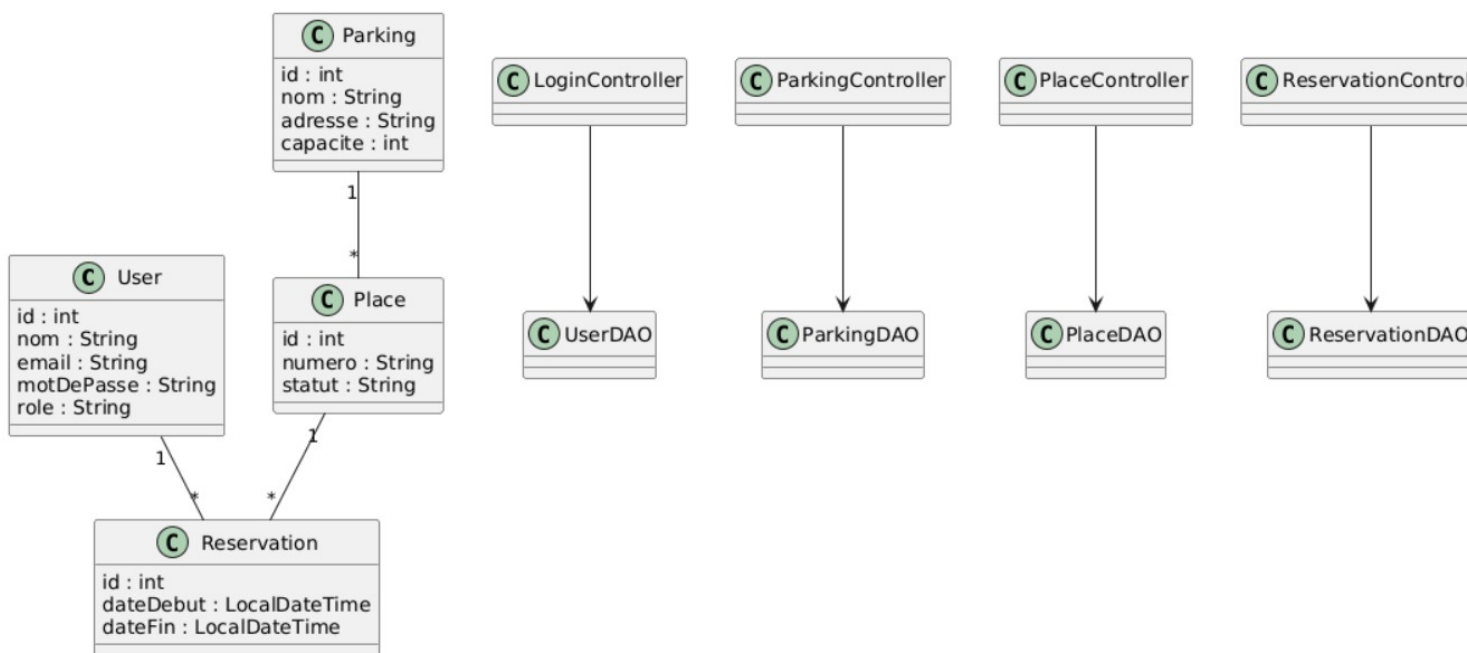 C Parking
id : int
nom : String
adresse : String
capacite : int
1
*
C User
id : int
nom : String
email : String
motDePasse : String
role : String
1
*
C Place
id : int
numero : String
statut : String
1
*
C Reservation
id : int
dateDebut : LocalDateTime
dateFin : LocalDateTime
C LoginController
C UserDAO
C ParkingController
C ParkingDAO
C PlaceController
C PlaceDAO
C ReservationControl
C ReservationDAO